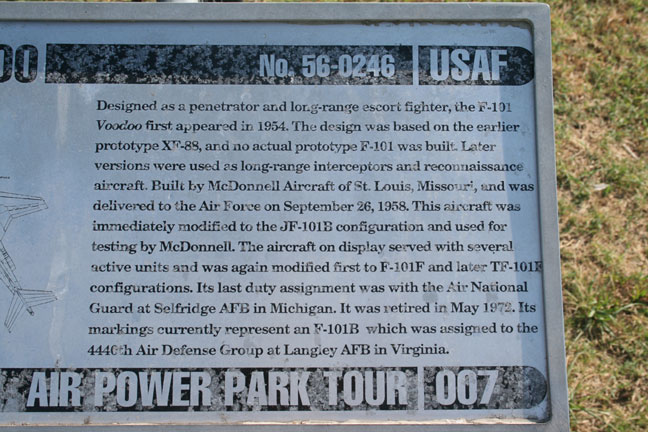 OO No. 56-0246 USAF
Designed as a penetrator and long-range escort fighter, the F-101
Voodoo first appeared in 1954. The design was based on the earlier
prototype XF-88, and no actual prototype F-101 was built. Later
versions were used as long-range interceptors and reconnaissance
aircraft. Built by McDonnell Aircraft of St. Louis, Missouri, and was
delivered to the Air Force on September 26, 1958. This aircraft was
immediately modified to the JF-101B configuration and used for
testing by McDonnell. The aircraft on display served with several
active units and was again modified first to F-101F and later TF-101F
configurations. Its last duty assignment was with the Air National
Guard at Selfridge AFB in Michigan. It was retired in May 1972. Its
markings currently represent an F-101B which was assigned to the
4440th Air Defense Group at Langley AFB in Virginia.
AIR POWER PARK TOUR 007